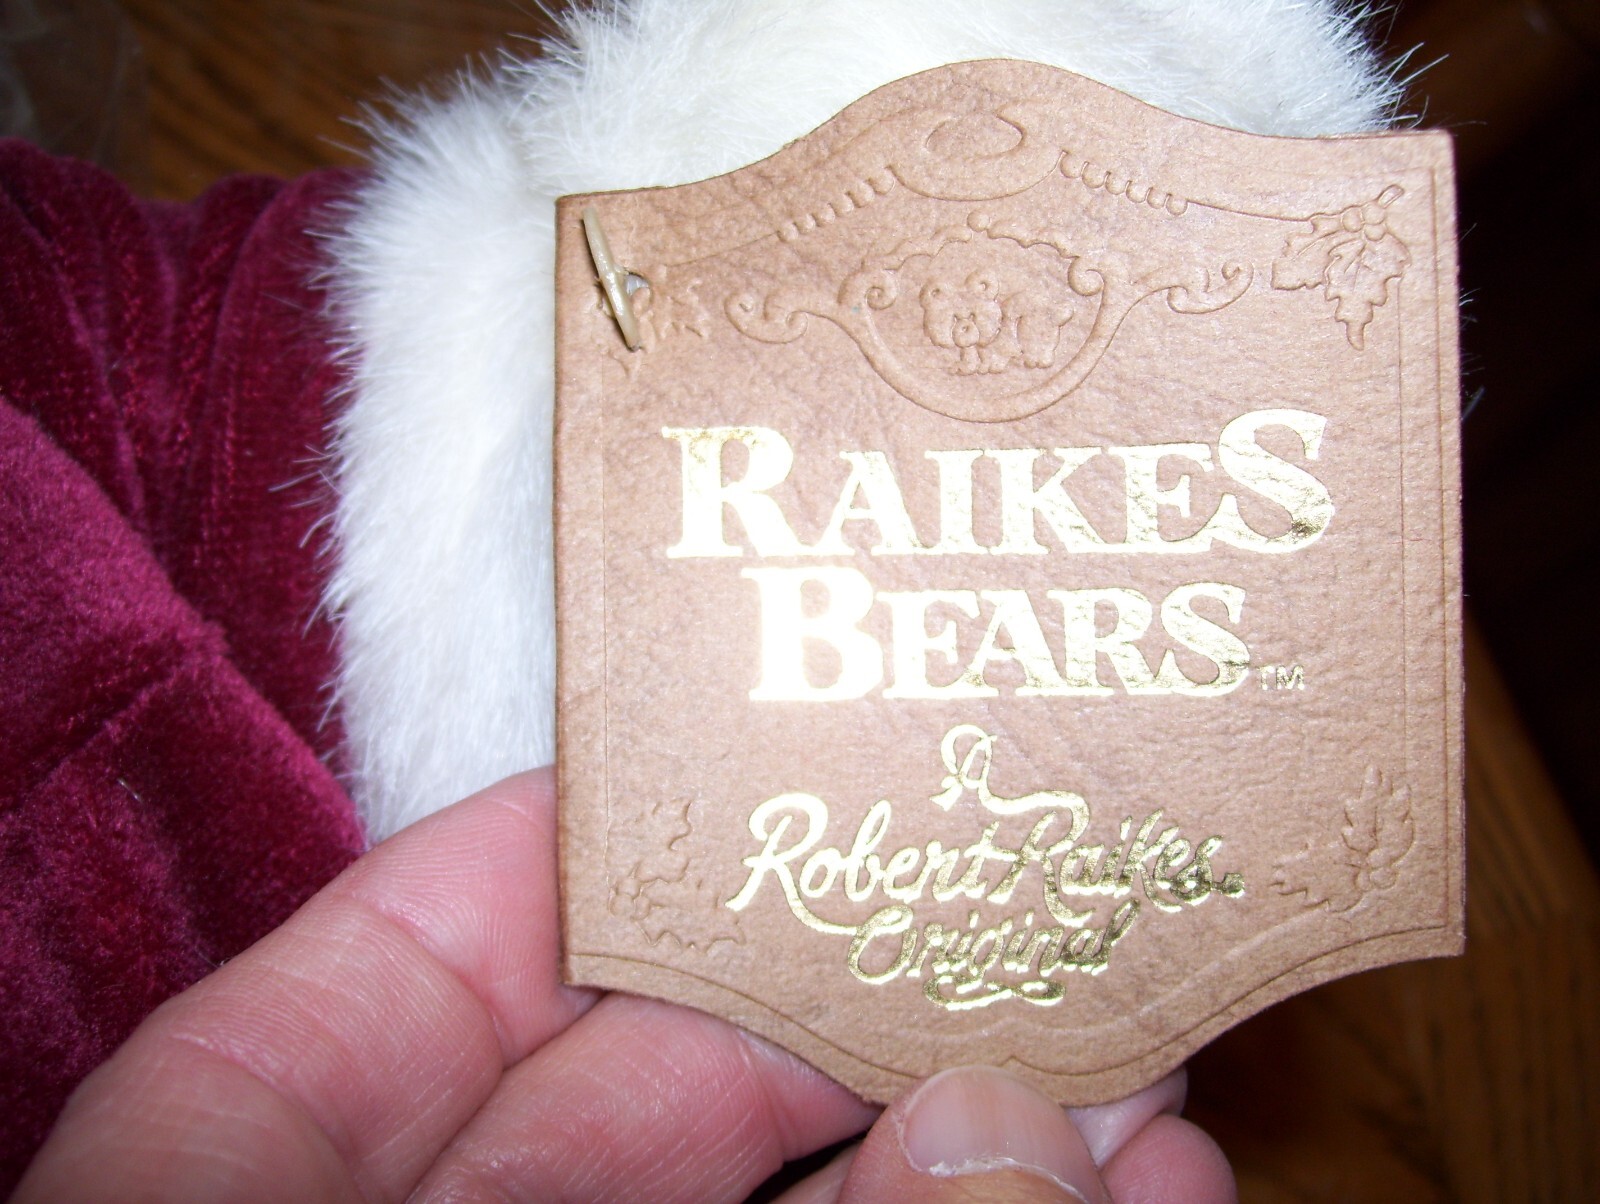 RAIKES
BEARS™
A
Robert Raikes
Original